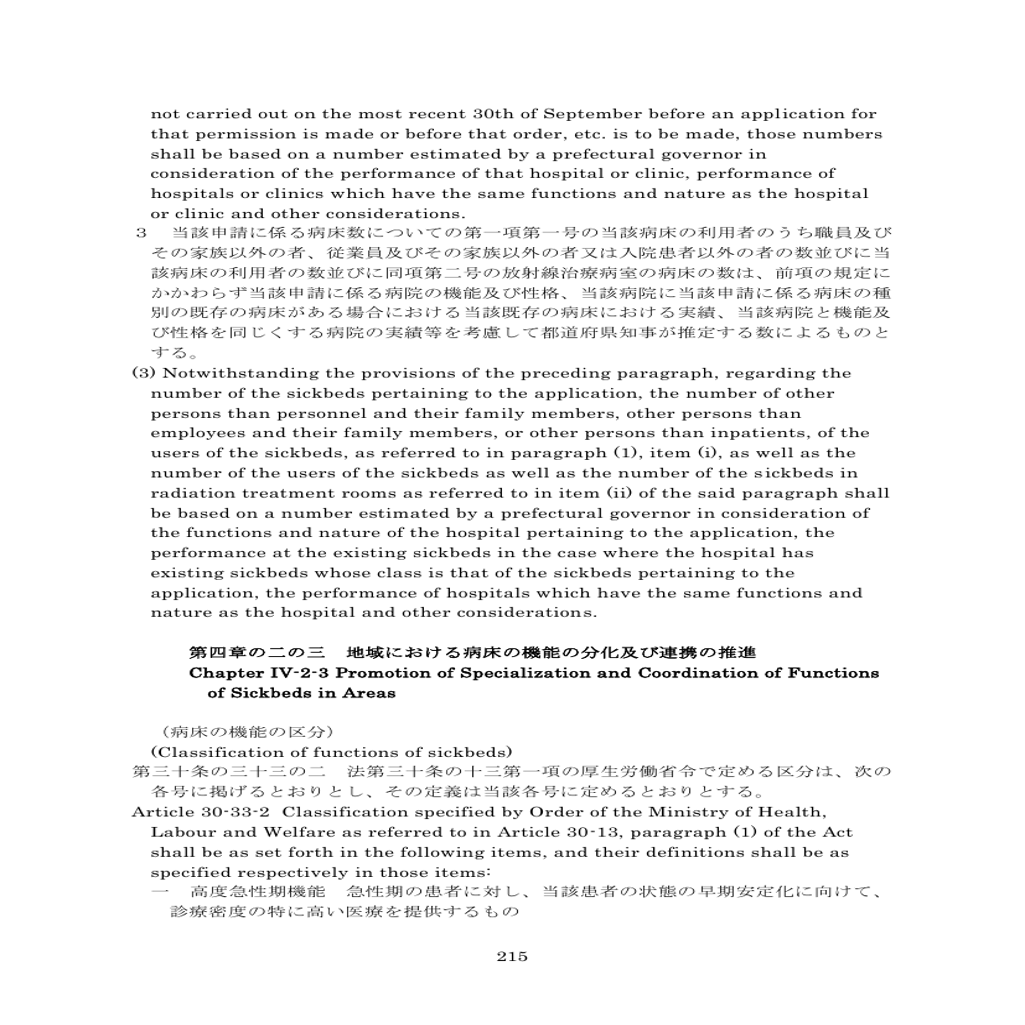 not carried out on the most recent 30th of September before an application for
that permission is made or before that order, etc. is to be made, those numbers
shall be based on a number estimated by a prefectural governor in
consideration of the performance of that hospital or clinic, performance of
hospitals or clinics which have the same functions and nature as the hospital
or clinic and other considerations.
3　当該申請に係る病床数についての第一項第一号の当該病床の利用者のうち職員及び
その家族以外の者、従業員及びその家族以外の者又は入院患者以外の者の数並びに当
該病床の利用者の数並びに同項第二号の放射線治療病室の病床の数は、前項の規定に
かかわらず当該申請に係る病院の機能及び性格、当該病院に当該申請に係る病床の種
別の既存の病床がある場合における当該既存の病床における実績、当該病院と機能及
び性格を同じくする病院の実績等を考慮して都道府県知事が推定する数によるものと
する。
(3) Notwithstanding the provisions of the preceding paragraph, regarding the
number of the sickbeds pertaining to the application, the number of other
persons than personnel and their family members, other persons than
employees and their family members, or other persons than inpatients, of the
users of the sickbeds, as referred to in paragraph (1), item (i), as well as the
number of the users of the sickbeds as well as the number of the sickbeds in
radiation treatment rooms as referred to in item (ii) of the said paragraph shall
be based on a number estimated by a prefectural governor in consideration of
the functions and nature of the hospital pertaining to the application, the
performance at the existing sickbeds in the case where the hospital has
existing sickbeds whose class is that of the sickbeds pertaining to the
application, the performance of hospitals which have the same functions and
nature as the hospital and other considerations.
第四章の二の三　地域における病床の機能の分化及び連携の推進
Chapter IV-2-3 Promotion of Specialization and Coordination of Functions
of Sickbeds in Areas
（病床の機能の区分）
(Classification of functions of sickbeds)
第三十条の三十三の二　法第三十条の十三第一項の厚生労働省令で定める区分は、次の
各号に掲げるとおりとし、その定義は当該各号に定めるとおりとする。
Article 30-33-2 Classification specified by Order of the Ministry of Health,
Labour and Welfare as referred to in Article 30-13, paragraph (1) of the Act
shall be as set forth in the following items, and their definitions shall be as
specified respectively in those items:
一　高度急性期機能　急性期の患者に対し、当該患者の状態の早期安定化に向けて、
診療密度の特に高い医療を提供するもの
215